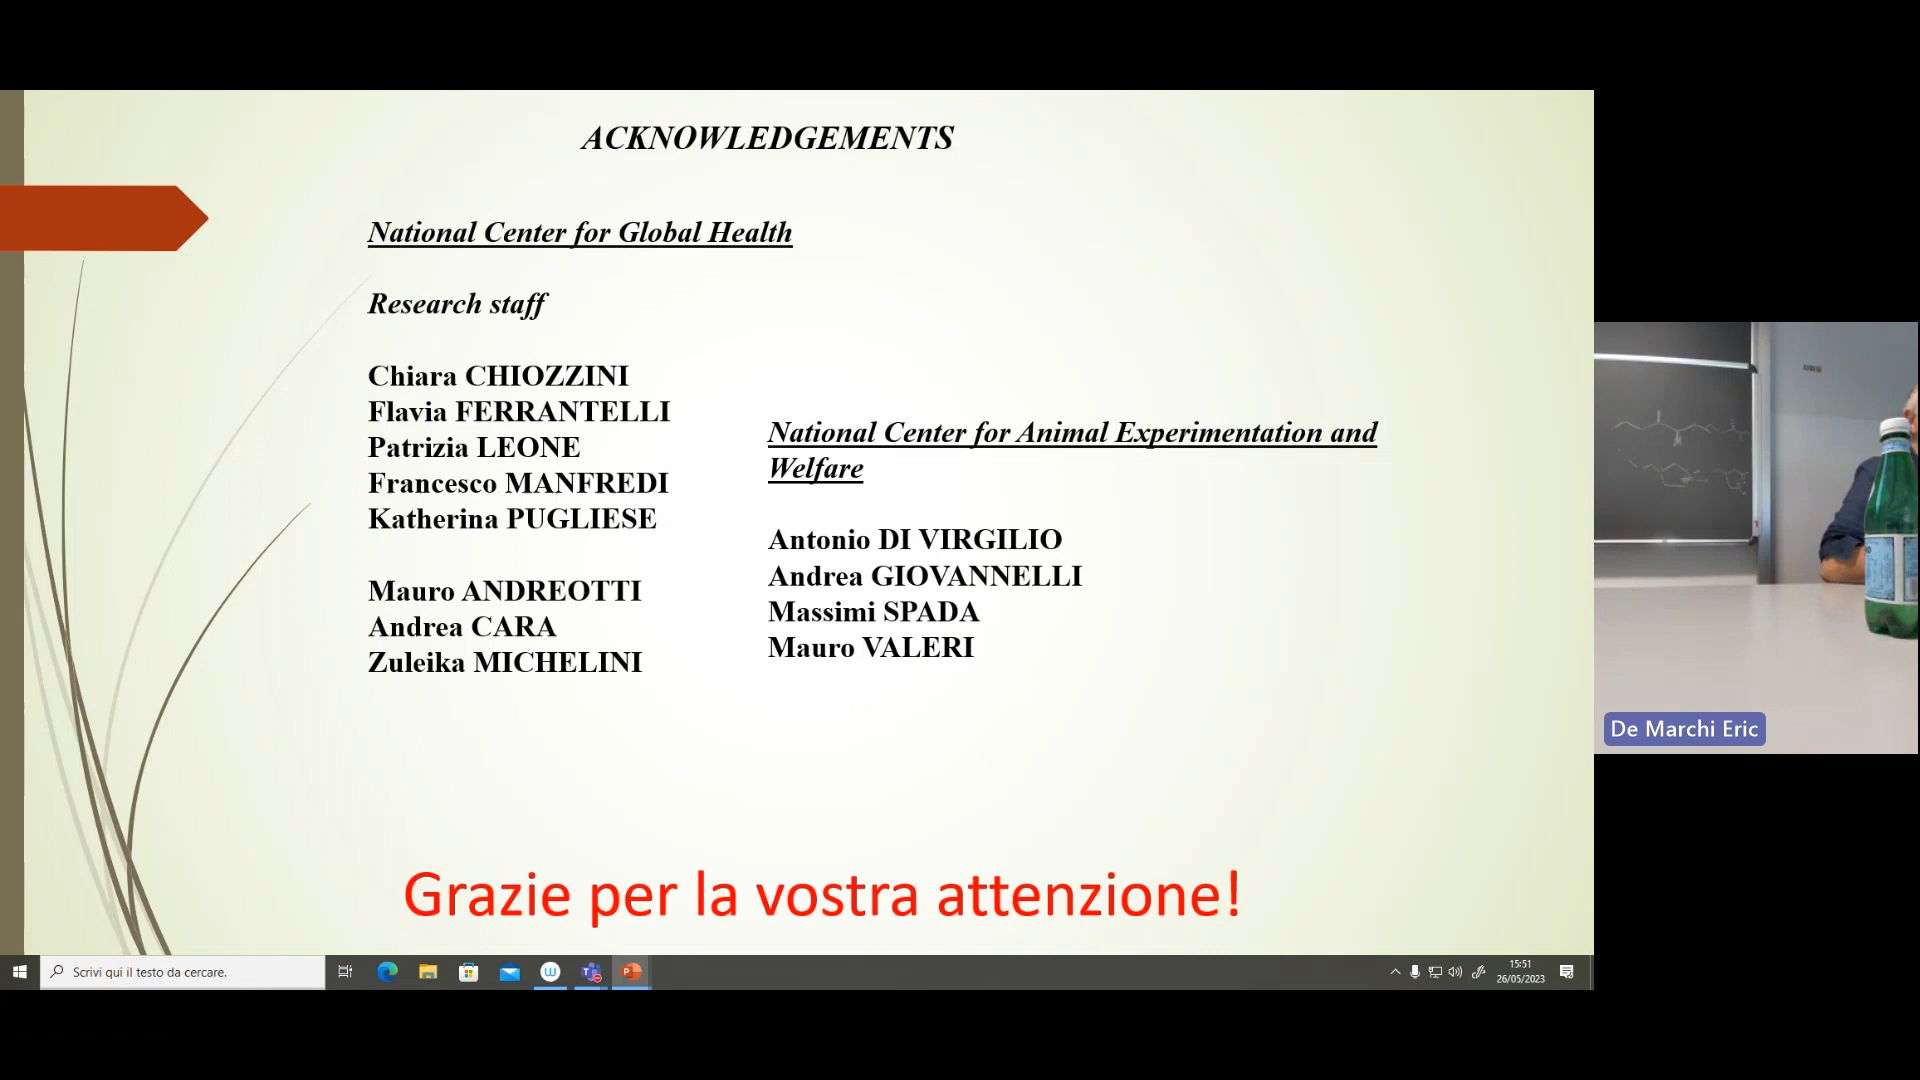 ACKNOWLEDGEMENTS
National Center for Global Health
Research staff
Chiara CHIOZZINI
Flavia FERRANTELLI
Patrizia LEONE
Francesco MANFREDI
Katherina PUGLIESE
Mauro ANDREOTTI
Andrea CARA
Zuleika MICHELINI
National Center for Animal Experimentation and
Welfare
Antonio DI VIRGILIO
Andrea GIOVANNELLI
Massimi SPADA
Mauro VALERI
Grazie per la vostra attenzione!
De Marchi Eric
Scrivi qui il testo da cercare.
15:51
26/05/2023